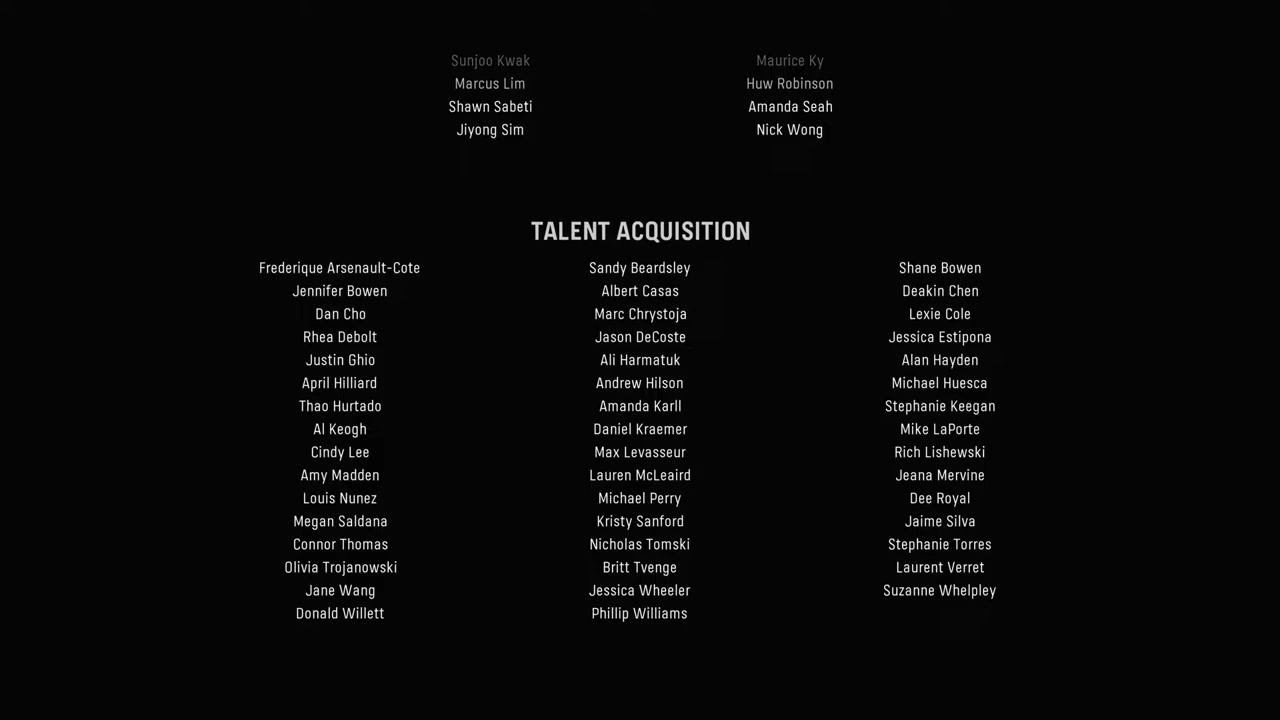 Sunjoo Kwak Maurice Ky
Marcus Lim Huw Robinson
Shawn Sabeti Amanda Seah
Jiyong Sim Nick Wong
TALENT ACQUISITION
Frederique Arsenault-Cote Sandy Beardsley Shane Bowen
Jennifer Bowen Albert Casas Deakin Chen
Dan Cho Marc Chrystoja Lexie Cole
Rhea Debolt Jason DeCoste Jessica Estipona
Justin Ghio Ali Harmatuk Alan Hayden
April Hilliard Andrew Hilson Michael Huesca
Thao Hurtado Amanda Karll Stephanie Keegan
Al Keogh Daniel Kraemer Mike LaPorte
Cindy Lee Max Levasseur Rich Lishewski
Amy Madden Lauren McLeaird Jeana Mervine
Louis Nunez Michael Perry Dee Royal
Megan Saldana Kristy Sanford Jaime Silva
Connor Thomas Nicholas Tomski Stephanie Torres
Olivia Trojanowski Britt Tvenge Laurent Verret
Jane Wang Jessica Wheeler Suzanne Whelpley
Donald Willett Phillip Williams